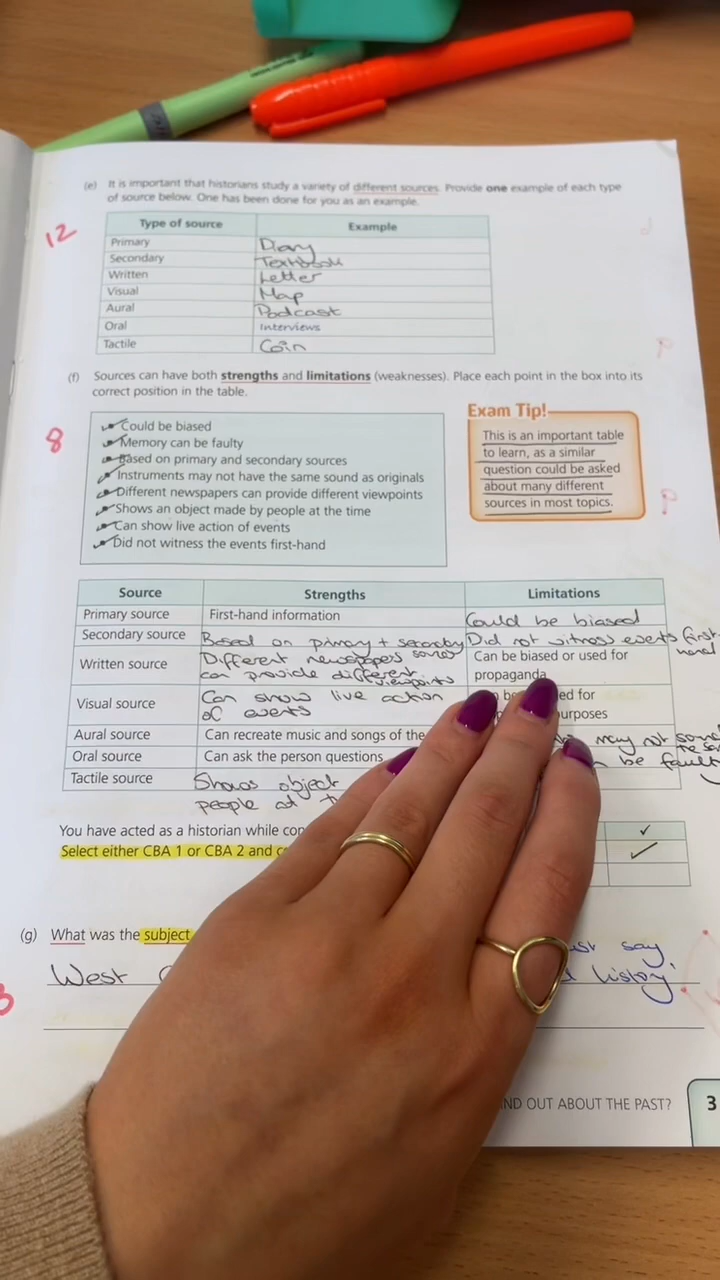 (e) It is important that historians study a variety of different sources. Provide one example of each type
of source below. One has been done for you as an example.
12
Type of source Example
Primary Diary
Secondary Textbook
Written Letter
Visual Map
Aural Podcast
Oral Interviews
Tactile Coin
(f) Sources can have both strengths and limitations (weaknesses). Place each point in the box into its
correct position in the table.
8
Could be biased
Memory can be faulty
Based on primary and secondary sources
Instruments may not have the same sound as originals
Different newspapers can provide different viewpoints
Shows an object made by people at the time
Can show live action of events
Did not witness the events first-hand
Exam Tip!
This is an important table
to learn, as a similar
question could be asked
about many different
sources in most topics.
Source Strengths Limitations
Primary source First-hand information Could be biased
Secondary source Based on primary + secondary Did not witness events first
hand
Written source Different newspapers Can be biased or used for
can provide different viewpoints propaganda
Visual source Can show live action ed for
of events urposes
Aural source Can recreate music and songs of the may not sound
Oral source Can ask the person questions be fault
Tactile source Shows object
people at
You have acted as a historian while
Select either CBA 1 or CBA 2 and
(g) What was the subject
say
West history.
ND OUT ABOUT THE PAST? 3